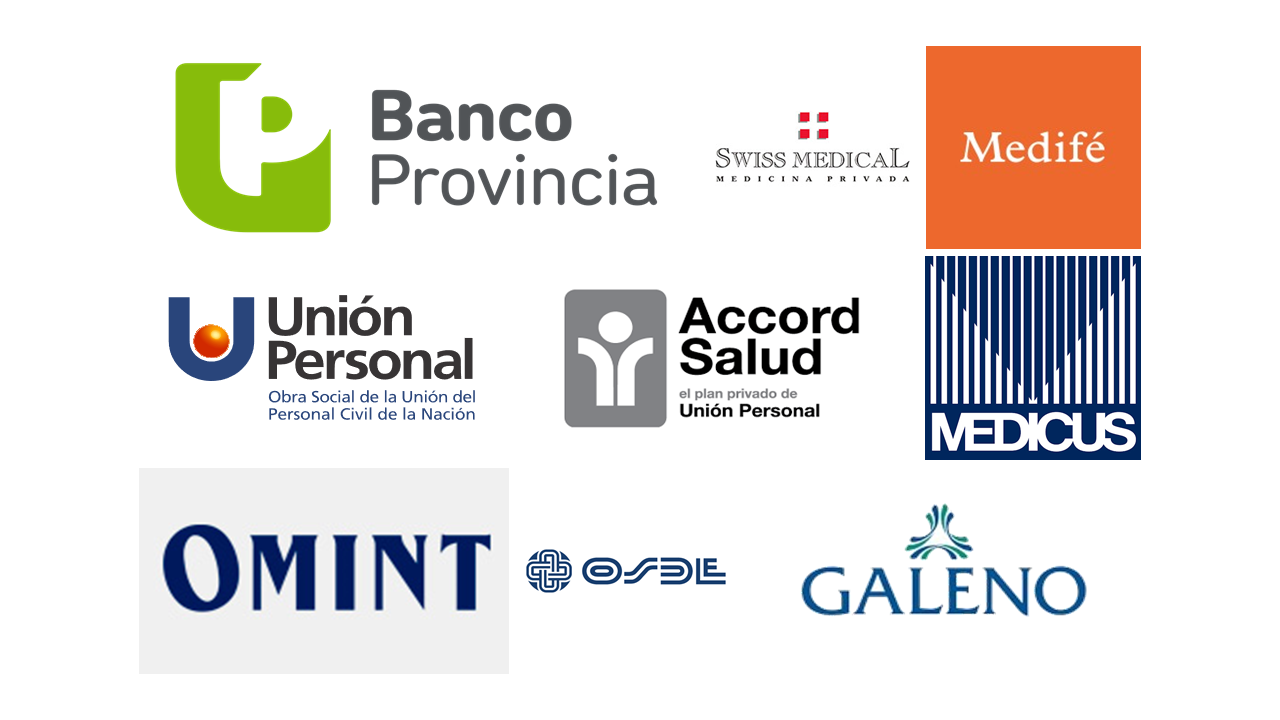 Banco
Provincia
SWISS MEDICAL
MEDICINA PRIVADA
Medifé
Unión
Personal
Obra Social de la Unión del
Personal Civil de la Nación
Accord
Salud
el plan privado de
Unión Personal
MEDICUS
OMINT
OSDE
GALENO